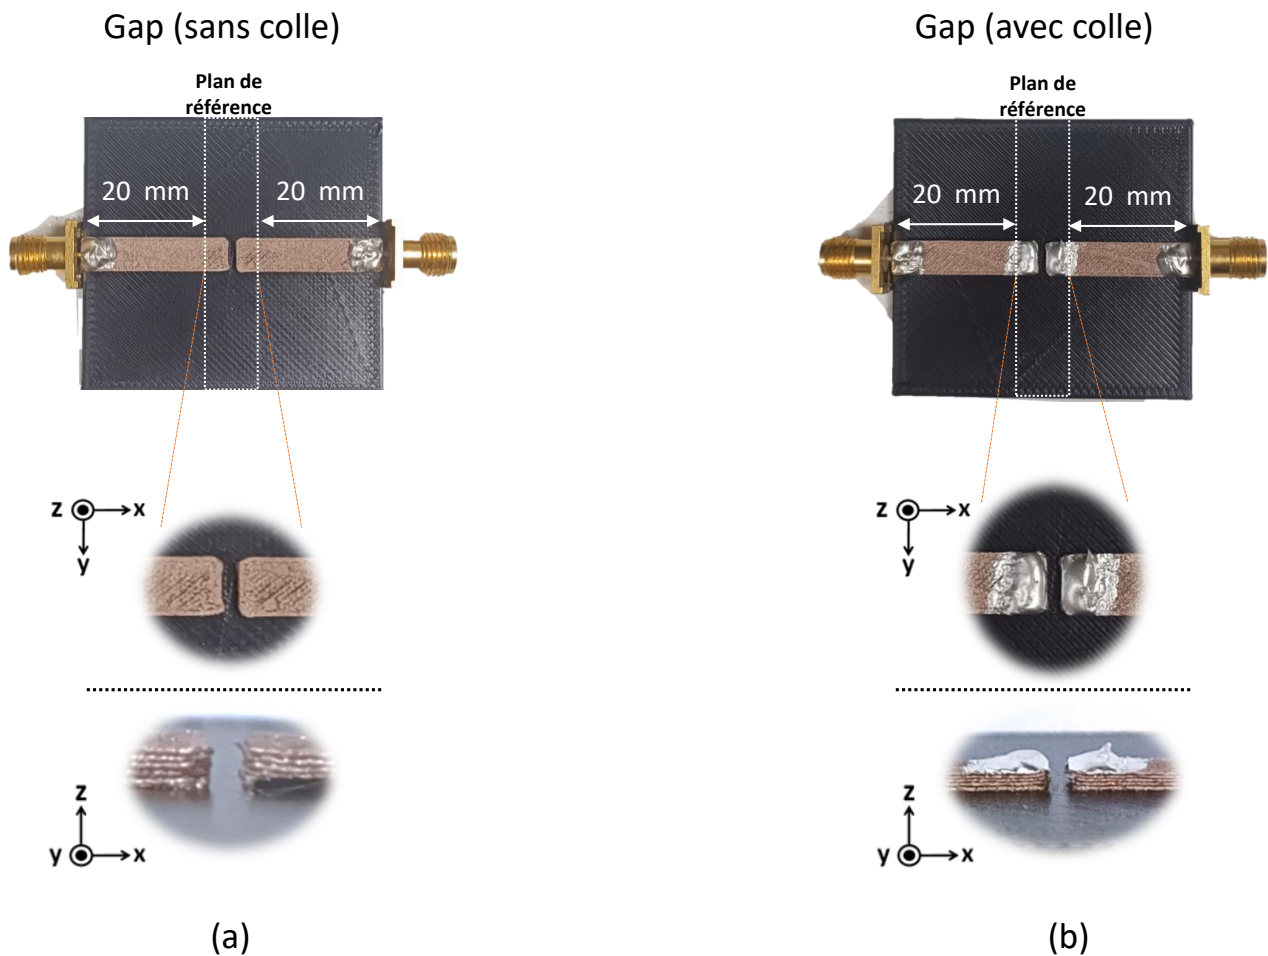 Gap (sans colle)
Gap (avec colle)
Plan de
référence
Plan de
référence
20 mm
20 mm
20 mm
20 mm
z
x
y
z
x
y
z
y
x
z
y
x
(a)
(b)